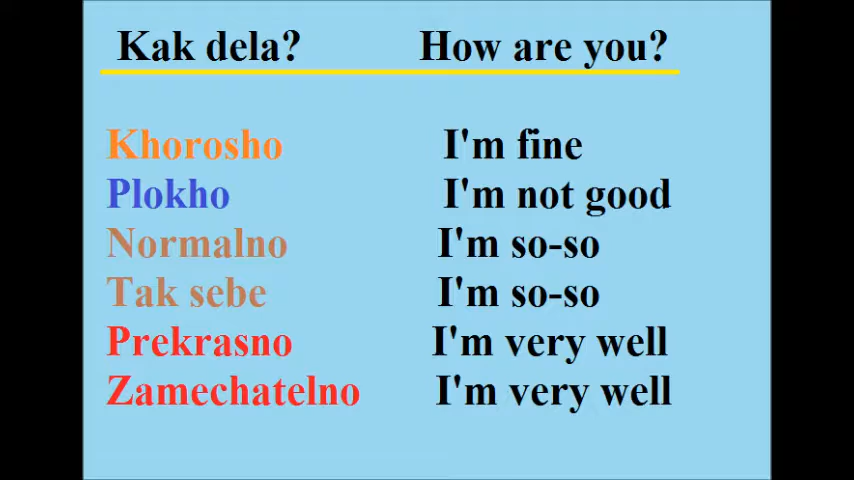 Kak dela? How are you?
Khorosho I'm fine
Plokho I'm not good
Normalno I'm so-so
Tak sebe I'm so-so
Prekrasno I'm very well
Zamechatelno I'm very well